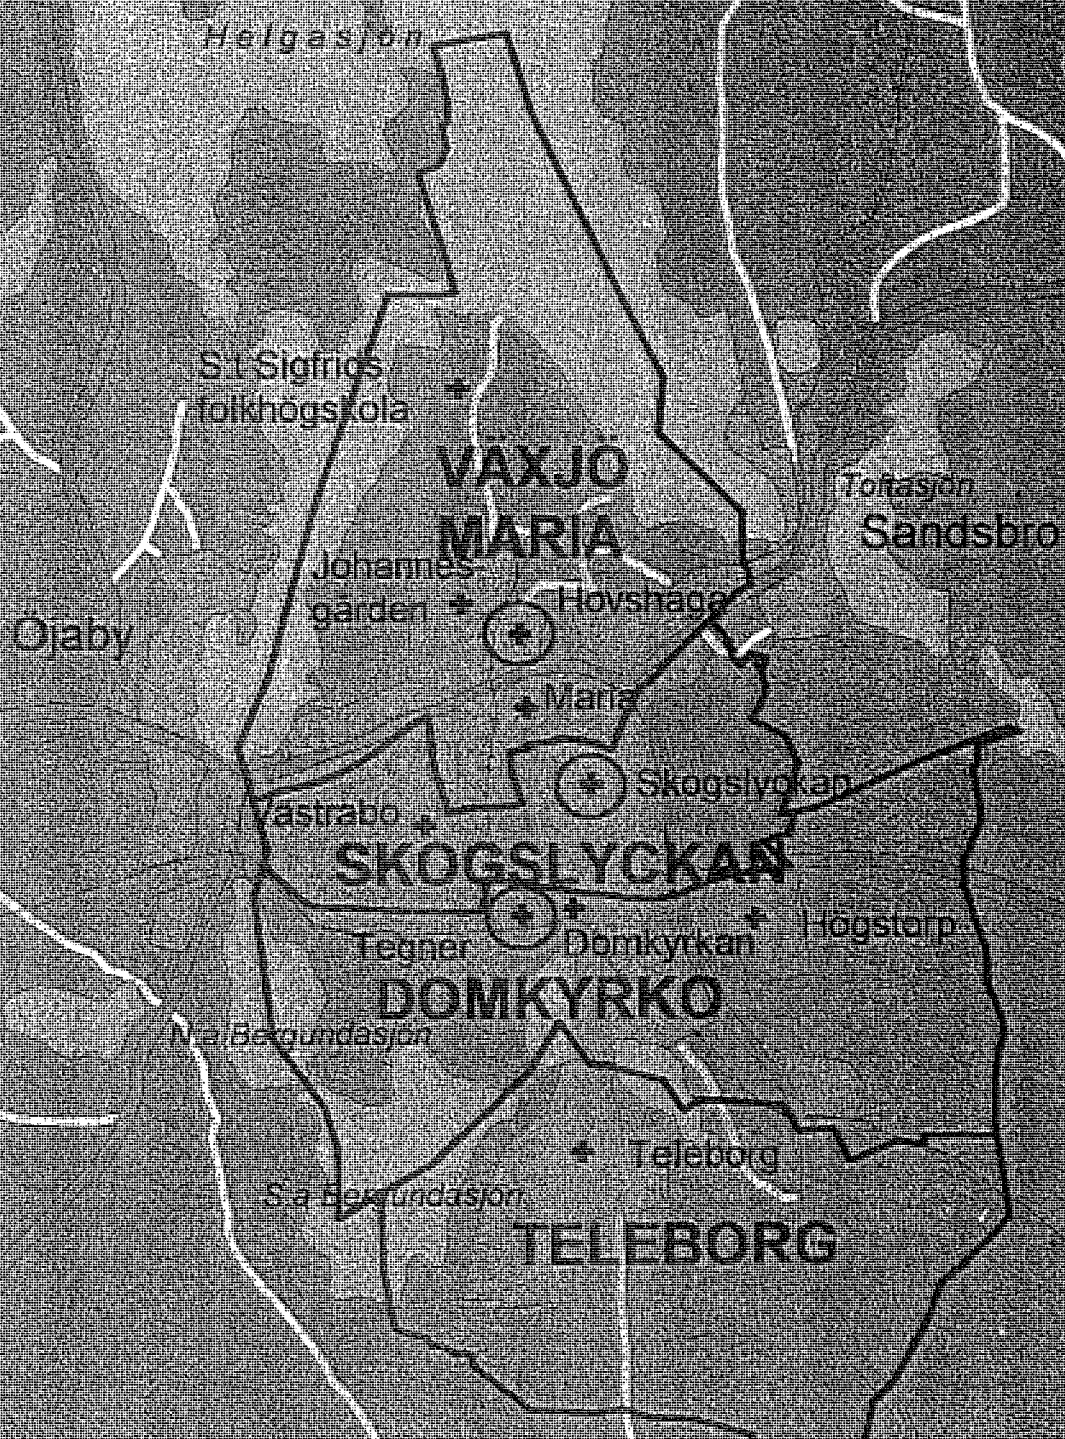 Helgasjön
S:t Sigfrids
folkhögskola
VÄXJÖ
MARIA
Toftasjön
Sandsbro
Johannes-
gården
Hovshaga
Öjaby
Maria
Skogslyckan
Västrabo
SKOGSLYCKAN
Högstorp
Tegner
Domkyrkan
DOMKYRKO
N:a Bergundasjön
Teleborg
S:a Bergundasjön
TELEBORG